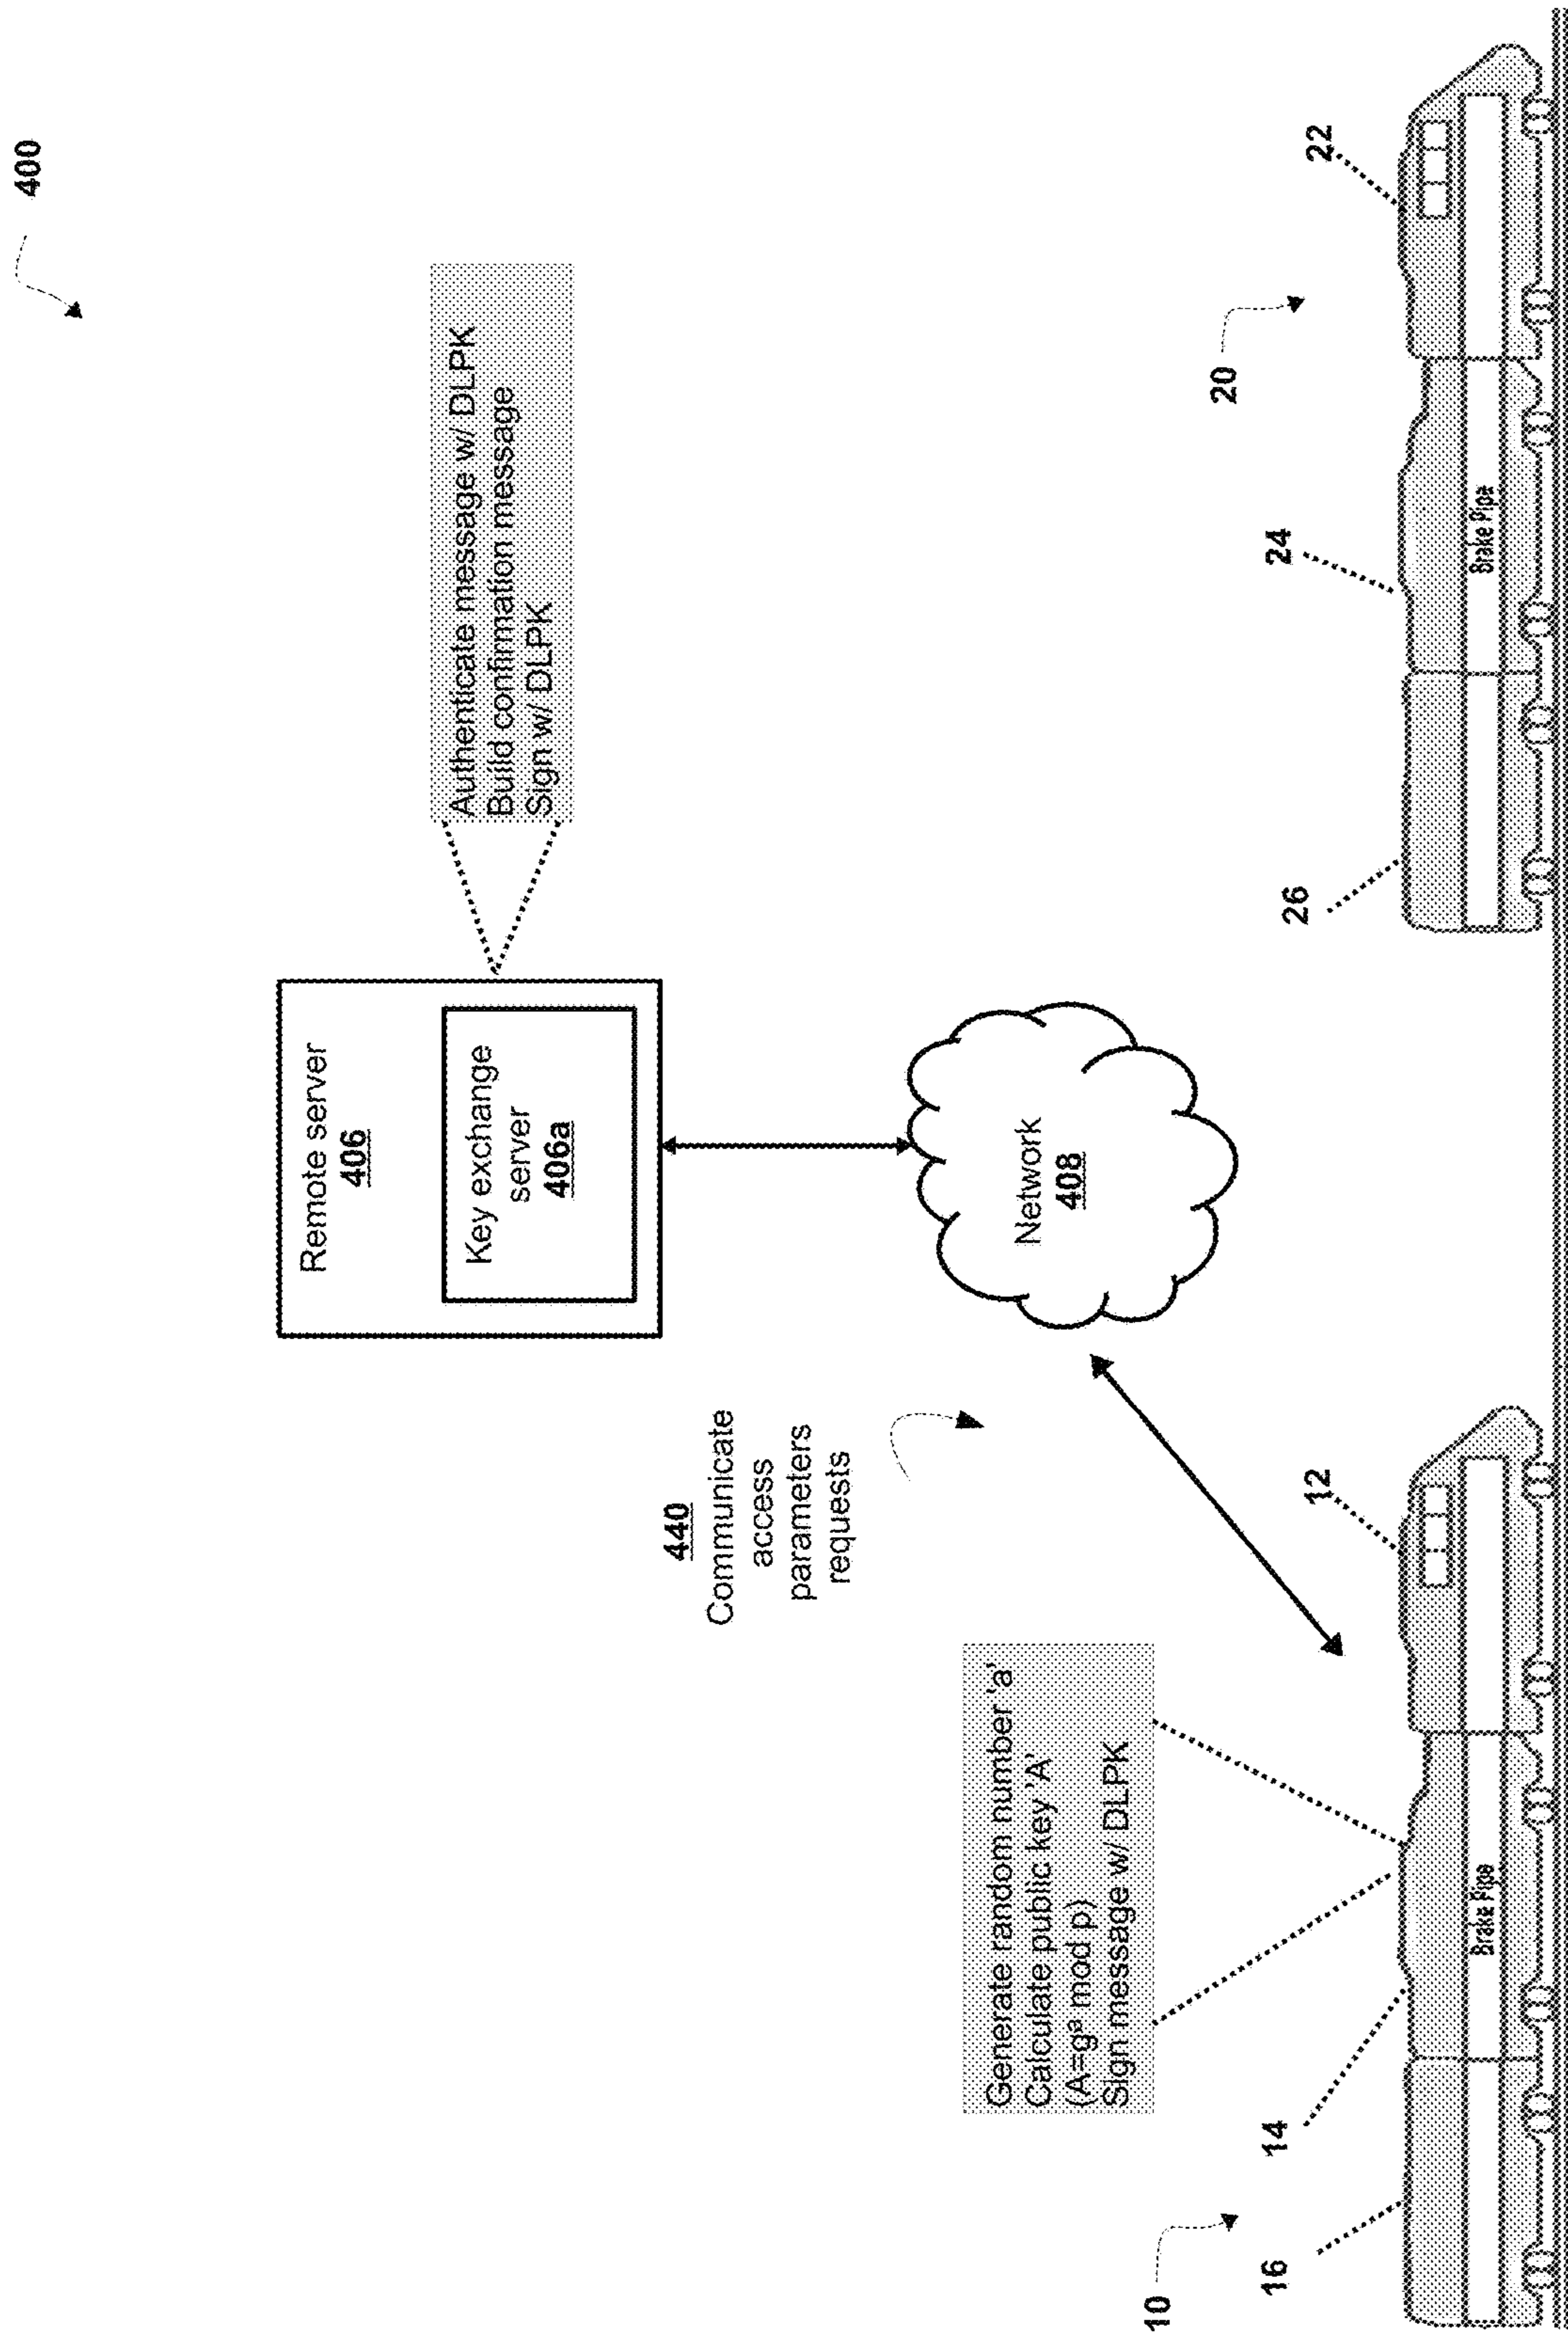 400
Remote server
406
Key exchange
server
406a
Authenticate message w/ DLPK
Build confirmation message
Sign w/ DLPK
440
Communicate
access
parameters
requests
Network
408
Generate random number 'a'
Calculate public key 'A'
(A=gᵃ mod p)
Sign message w/ DLPK
10
16
14
12
Brake Pipe
20
26
24
22
Brake Pipe